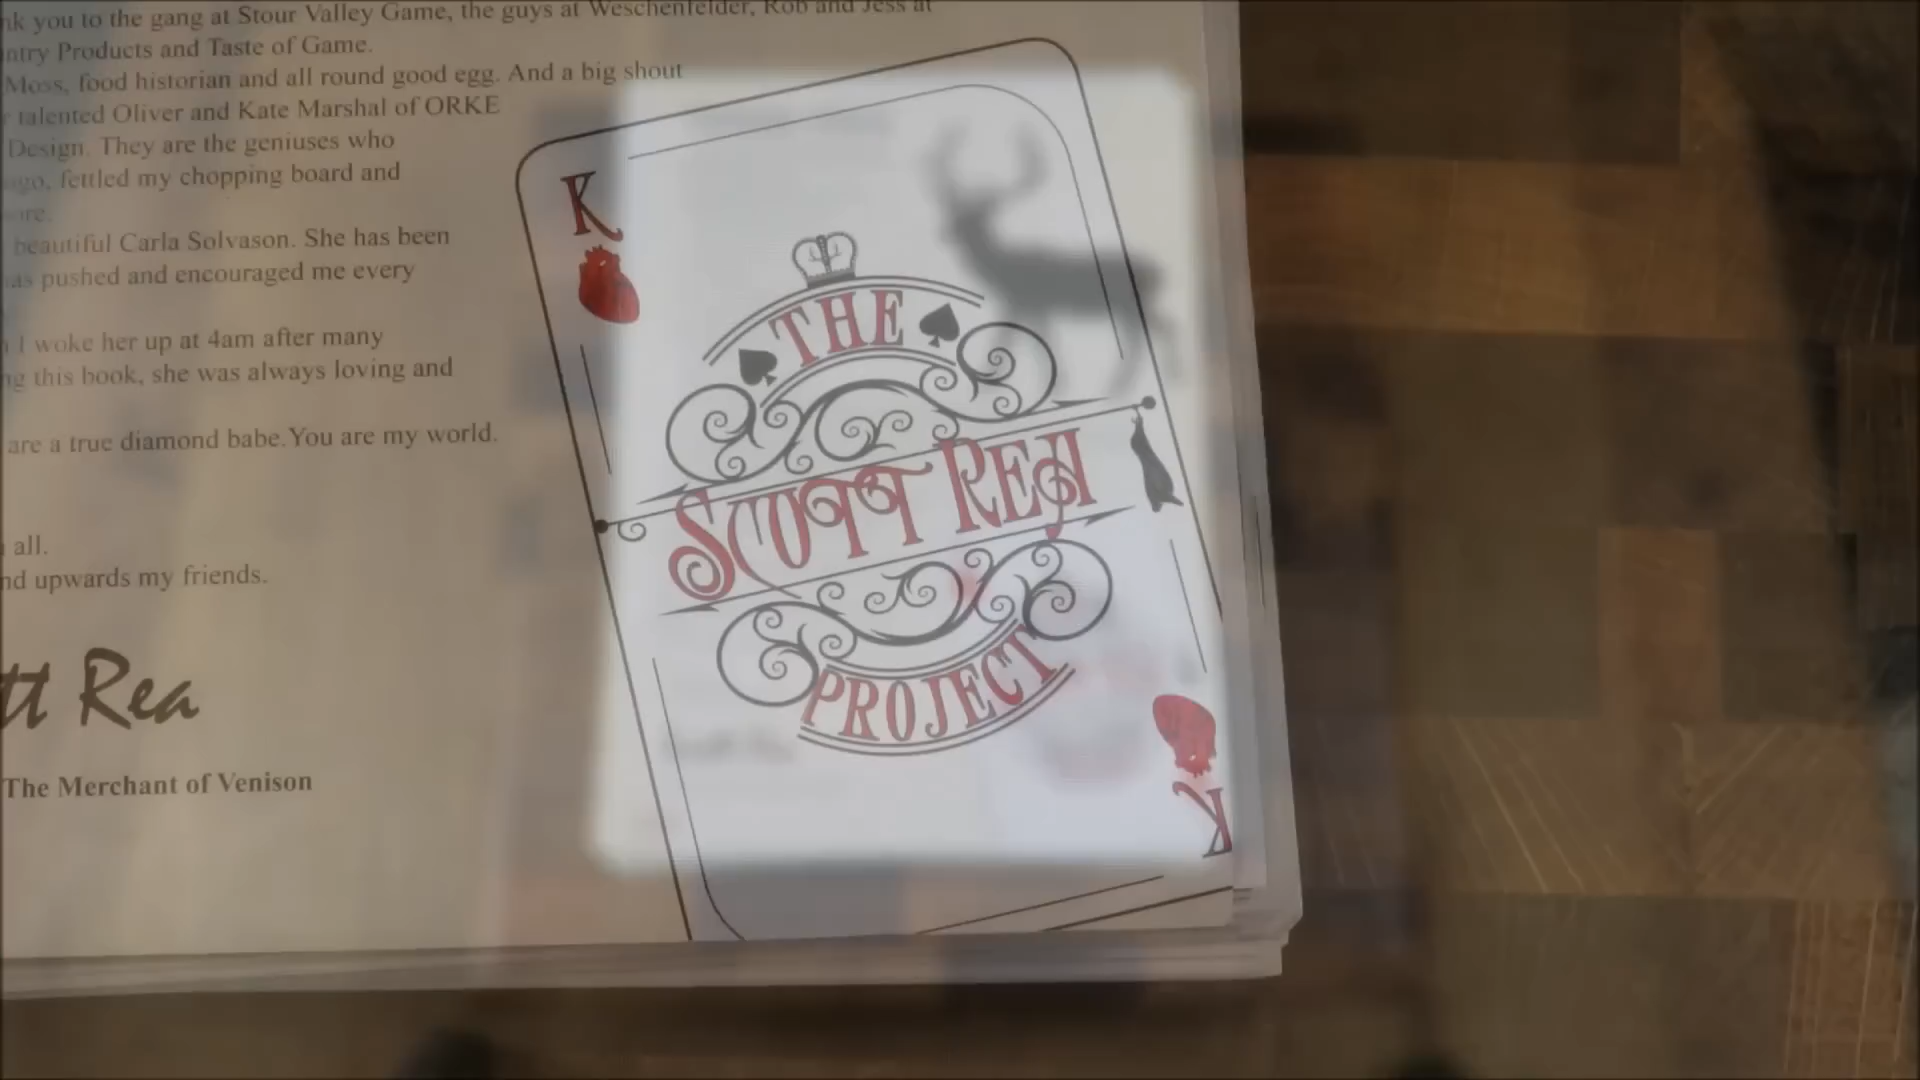 nk you to the gang at Stour Valley Game, the guys at Weschenfelder, Rob and Jess at
ntry Products and Taste of Game.
Moss, food historian and all round good egg. And a big shout
r talented Oliver and Kate Marshal of ORKE
Design. They are the geniuses who
ago, fettled my chopping board and
are.
beautiful Carla Solvason. She has been
as pushed and encouraged me every
I woke her up at 4am after many
ng this book, she was always loving and
are a true diamond babe.You are my world.
all.
nd upwards my friends.
tt Rea
The Merchant of Venison
K
THE
SCOTT REA
PROJECT
K